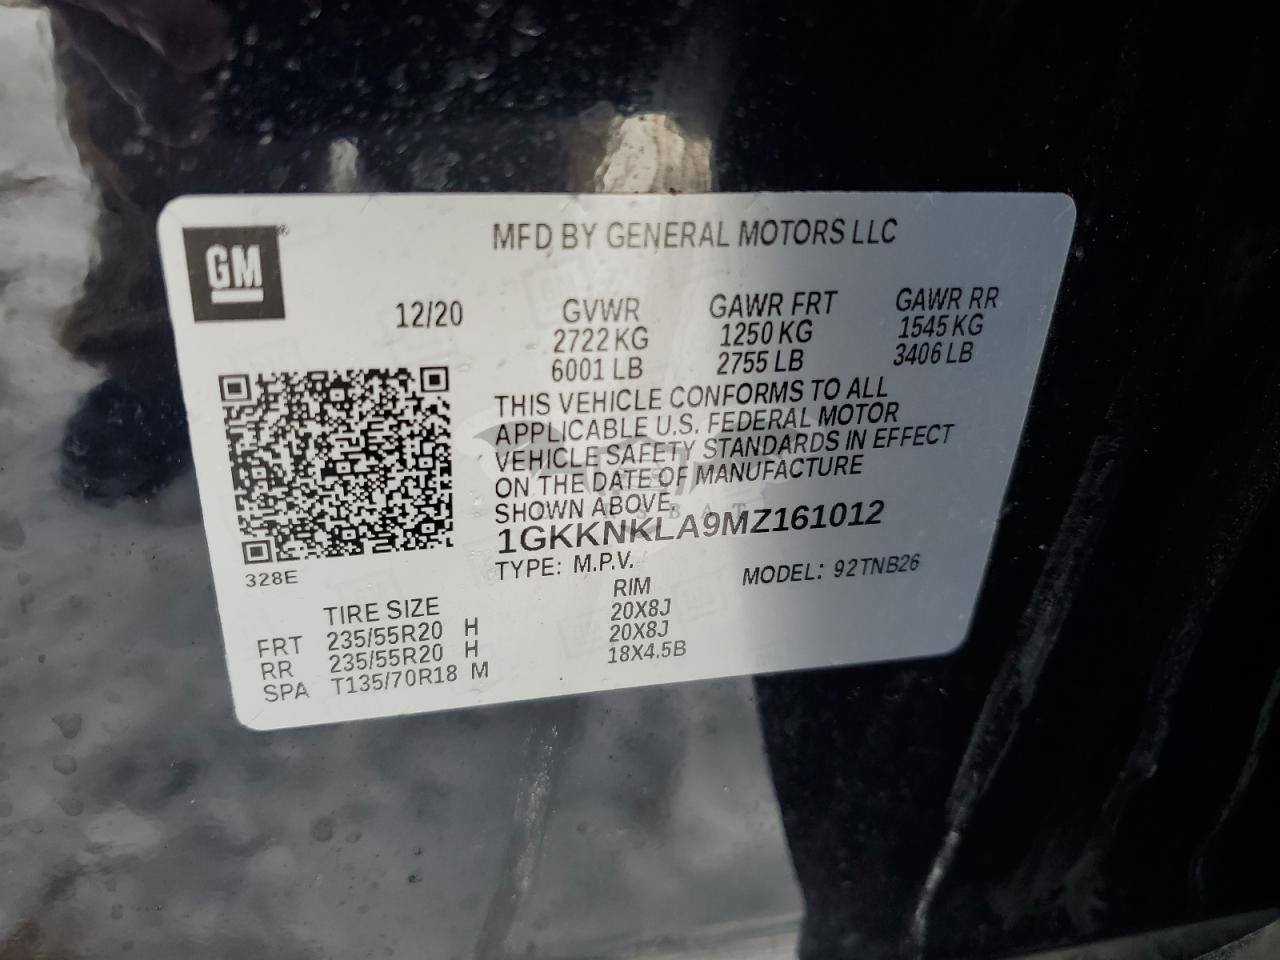 GM®
MFD BY GENERAL MOTORS LLC
12/20
GVWR GAWR FRT GAWR RR
2722 KG 1250 KG 1545 KG
6001 LB 2755 LB 3406 LB
THIS VEHICLE CONFORMS TO ALL
APPLICABLE U.S. FEDERAL MOTOR
VEHICLE SAFETY STANDARDS IN EFFECT
ON THE DATE OF MANUFACTURE
SHOWN ABOVE.
1GKKNKLA9MZ161012
TYPE: M.P.V. MODEL: 92TNB26
328E
TIRE SIZE RIM
FRT 235/55R20 H 20X8J
RR 235/55R20 H 20X8J
SPA T135/70R18 M 18X4.5B